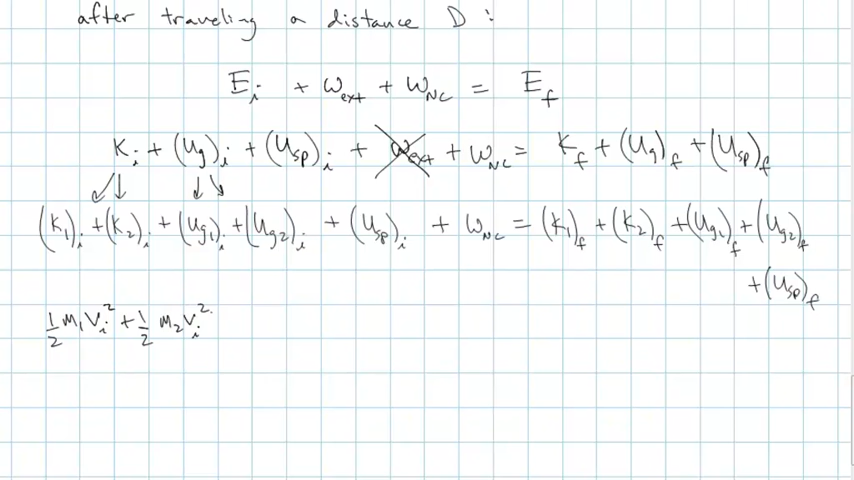 after traveling a distance D :
E_i + W_ext + W_NC = E_f
K_i + (U_g)_i + (U_sp)_i + W_ext + W_NC = K_f + (U_g)_f + (U_sp)_f
(K_1)_i + (K_2)_i + (U_g1)_i + (U_g2)_i + (U_sp)_i + W_NC = (K_1)_f + (K_2)_f + (U_g1)_f + (U_g2)_f
+ (U_sp)_f
1/2 m_1 v_i^2 + 1/2 m_2 v_i^2